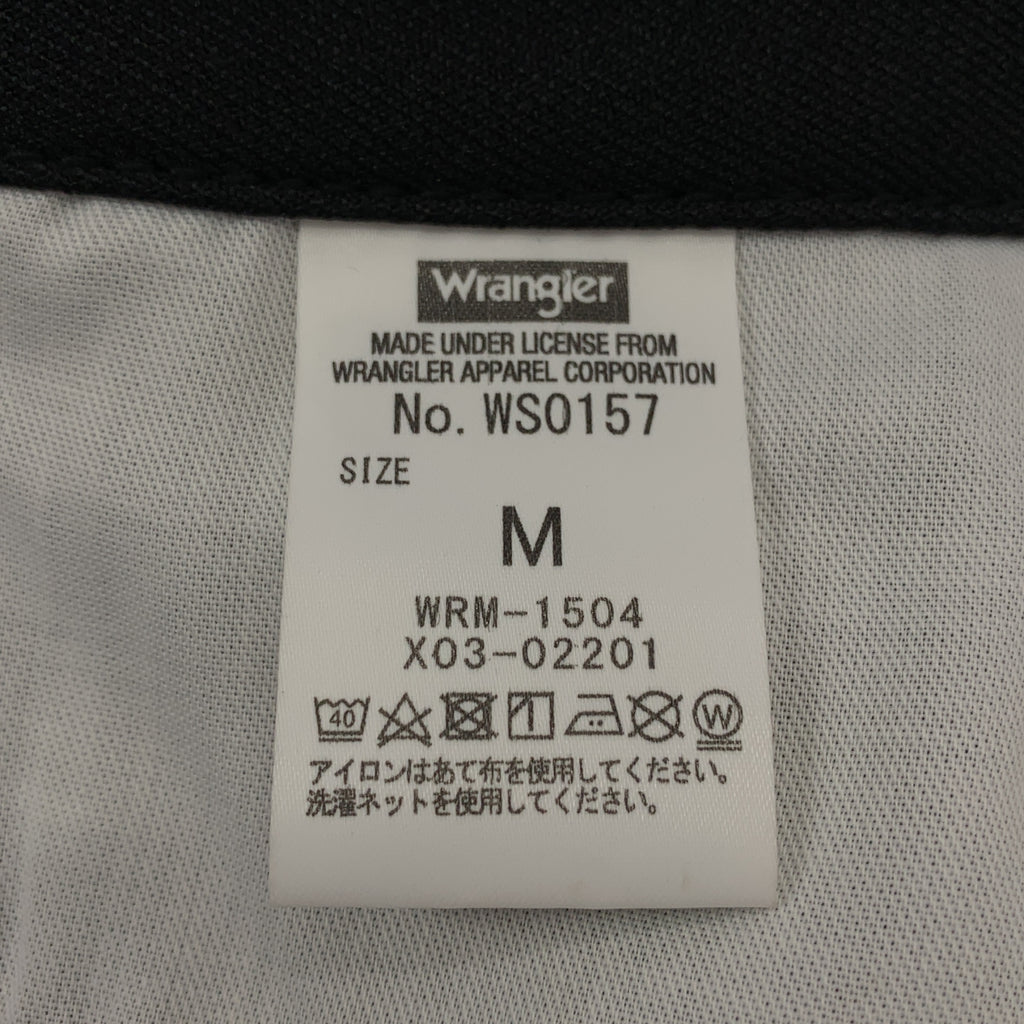 Wrangler
MADE UNDER LICENSE FROM
WRANGLER APPAREL CORPORATION
No. WS0157
SIZE
M
WRM-1504
X03-02201
40 W
アイロンはあて布を使用してください。
洗濯ネットを使用してください。